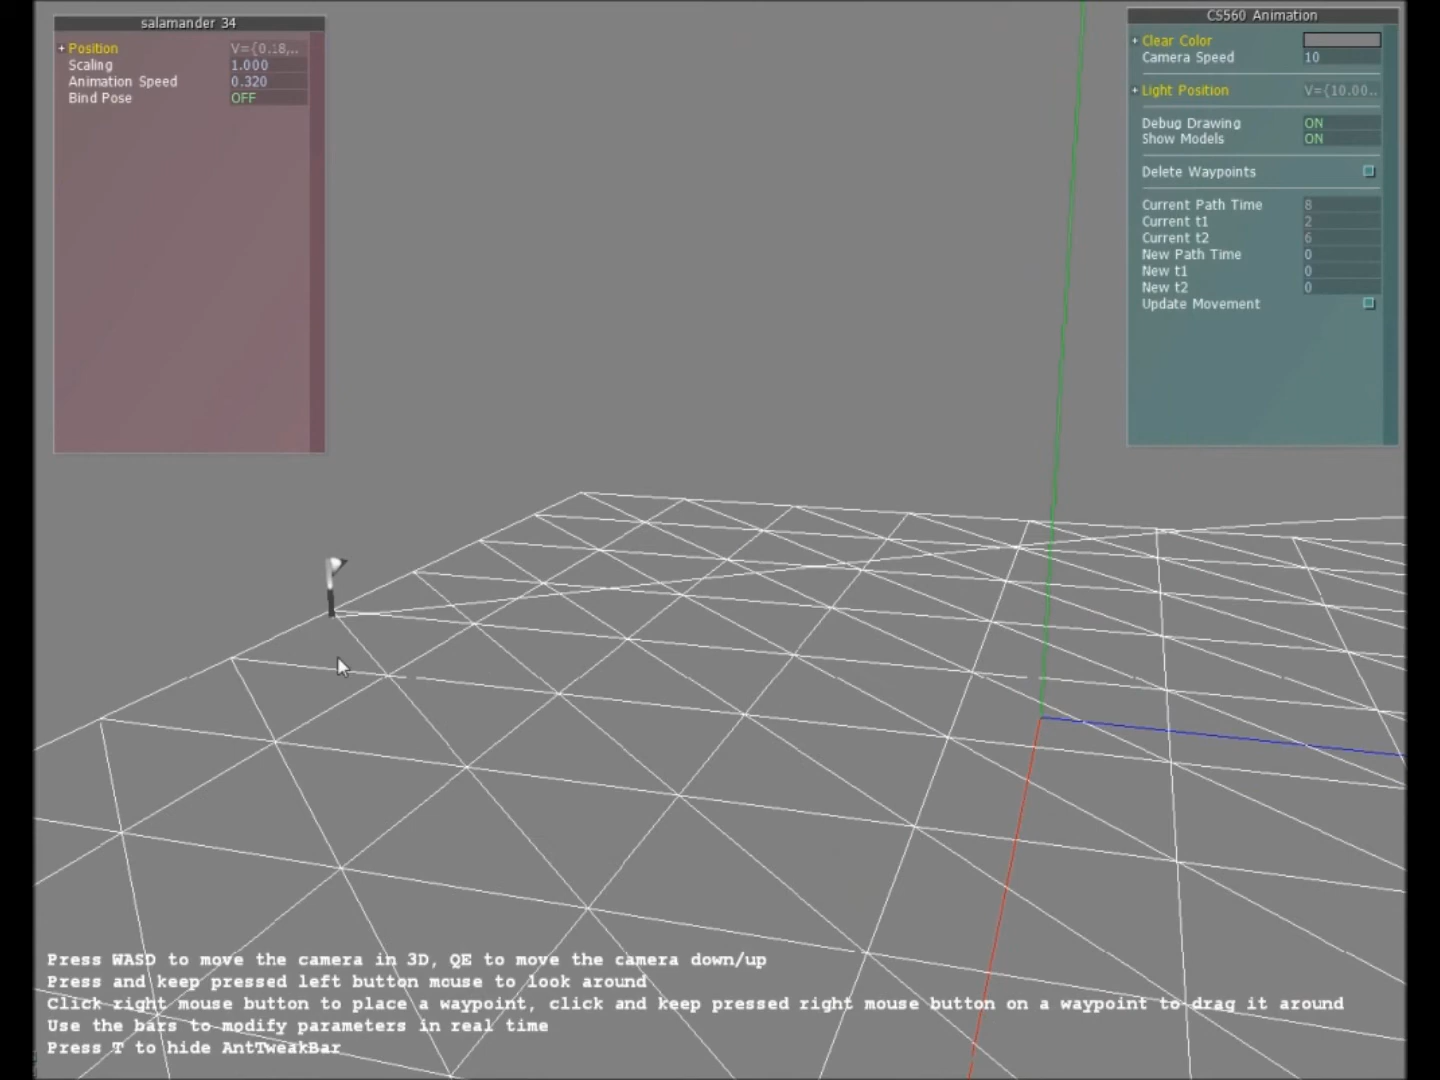 salamander 34
+ Position V={0.18,..
Scaling 1.000
Animation Speed 0.320
Bind Pose OFF
CS560 Animation
+ Clear Color
Camera Speed 10
+ Light Position V={10.00..
Debug Drawing ON
Show Models ON
Delete Waypoints
Current Path Time 8
Current t1 2
Current t2 6
New Path Time 0
New t1 0
New t2 0
Update Movement
Press WASD to move the camera in 3D, QE to move the camera down/up
Press and keep pressed left button mouse to look around
Click right mouse button to place a waypoint, click and keep pressed right mouse button on a waypoint to drag it around
Use the bars to modify parameters in real time
Press T to hide AntTweakBar